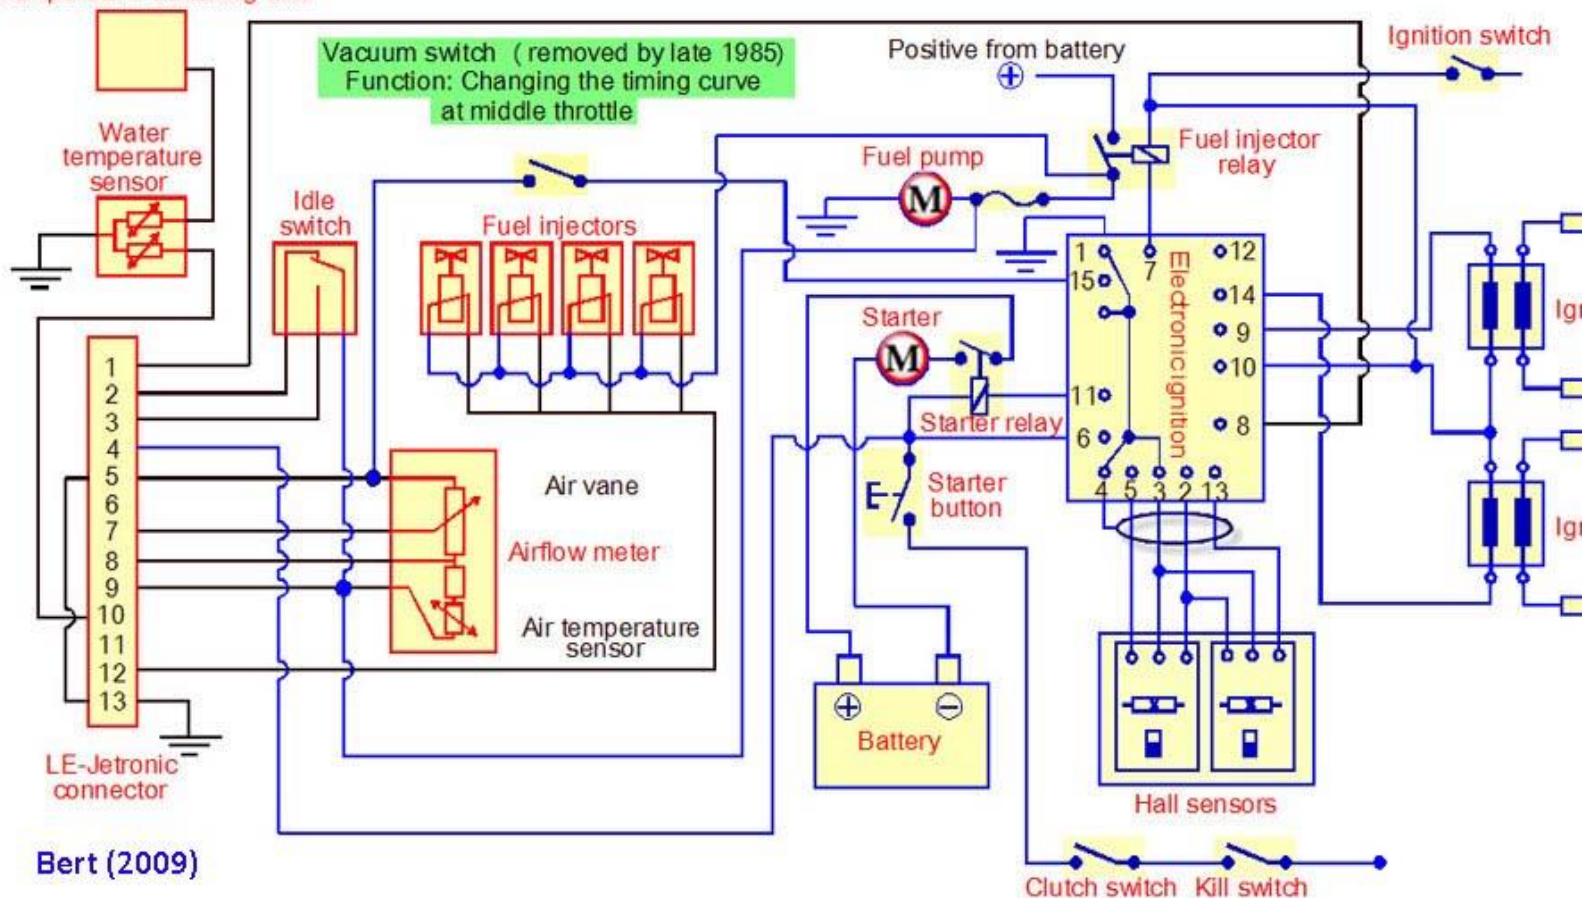 Vacuum switch ( removed by late 1985)
Function: Changing the timing curve
at middle throttle
Positive from battery
Ignition switch
Water
temperature
sensor
Idle
switch
Fuel injectors
Fuel pump
M
Fuel injector
relay
1
2
3
4
5
6
7
8
9
10
11
12
13
LE-Jetronic
connector
Air vane
Airflow meter
Air temperature
sensor
Starter
M
Starter relay
Starter
button
E
1
15
11
6
4
5
3
2
13
7
12
14
9
10
8
Electronic ignition
Battery
Hall sensors
Clutch switch
Kill switch
Bert (2009)